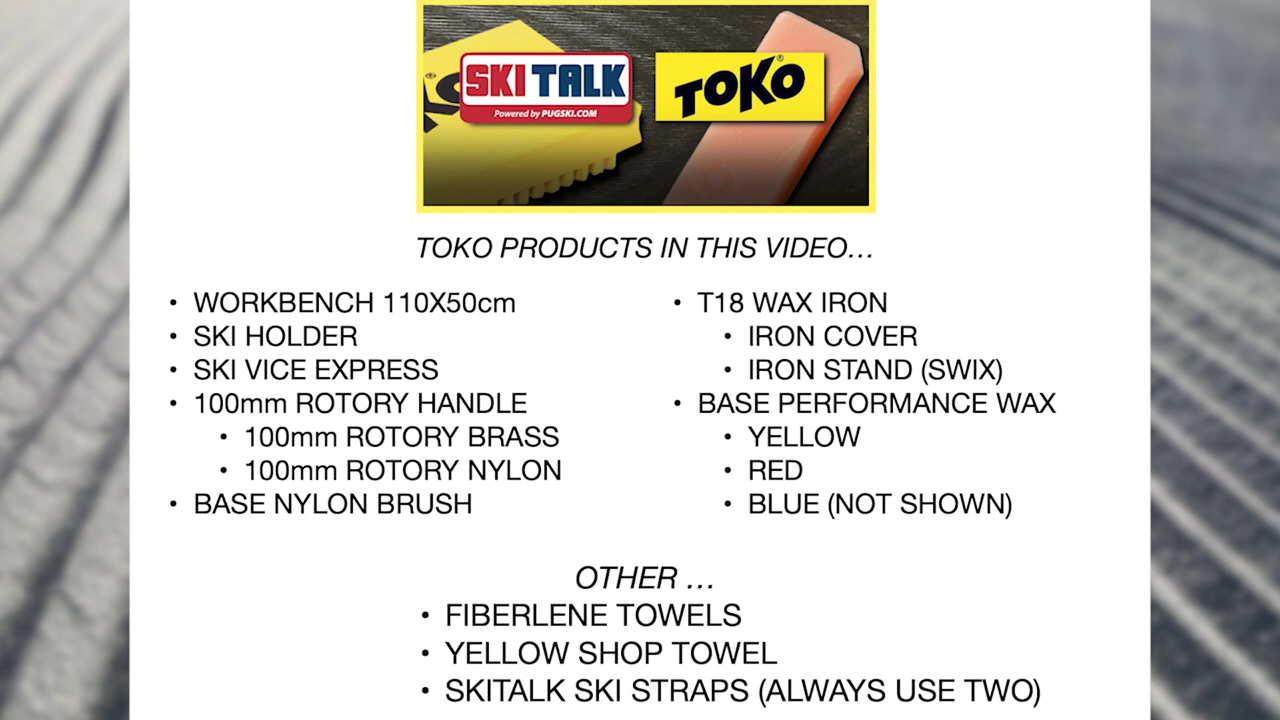 SKI TALK
Powered by PUGSKI.COM
TOKO®
TOKO PRODUCTS IN THIS VIDEO...
• WORKBENCH 110X50cm
• SKI HOLDER
• SKI VICE EXPRESS
• 100mm ROTORY HANDLE
• 100mm ROTORY BRASS
• 100mm ROTORY NYLON
• BASE NYLON BRUSH
• T18 WAX IRON
• IRON COVER
• IRON STAND (SWIX)
• BASE PERFORMANCE WAX
• YELLOW
• RED
• BLUE (NOT SHOWN)
OTHER ...
• FIBERLENE TOWELS
• YELLOW SHOP TOWEL
• SKITALK SKI STRAPS (ALWAYS USE TWO)